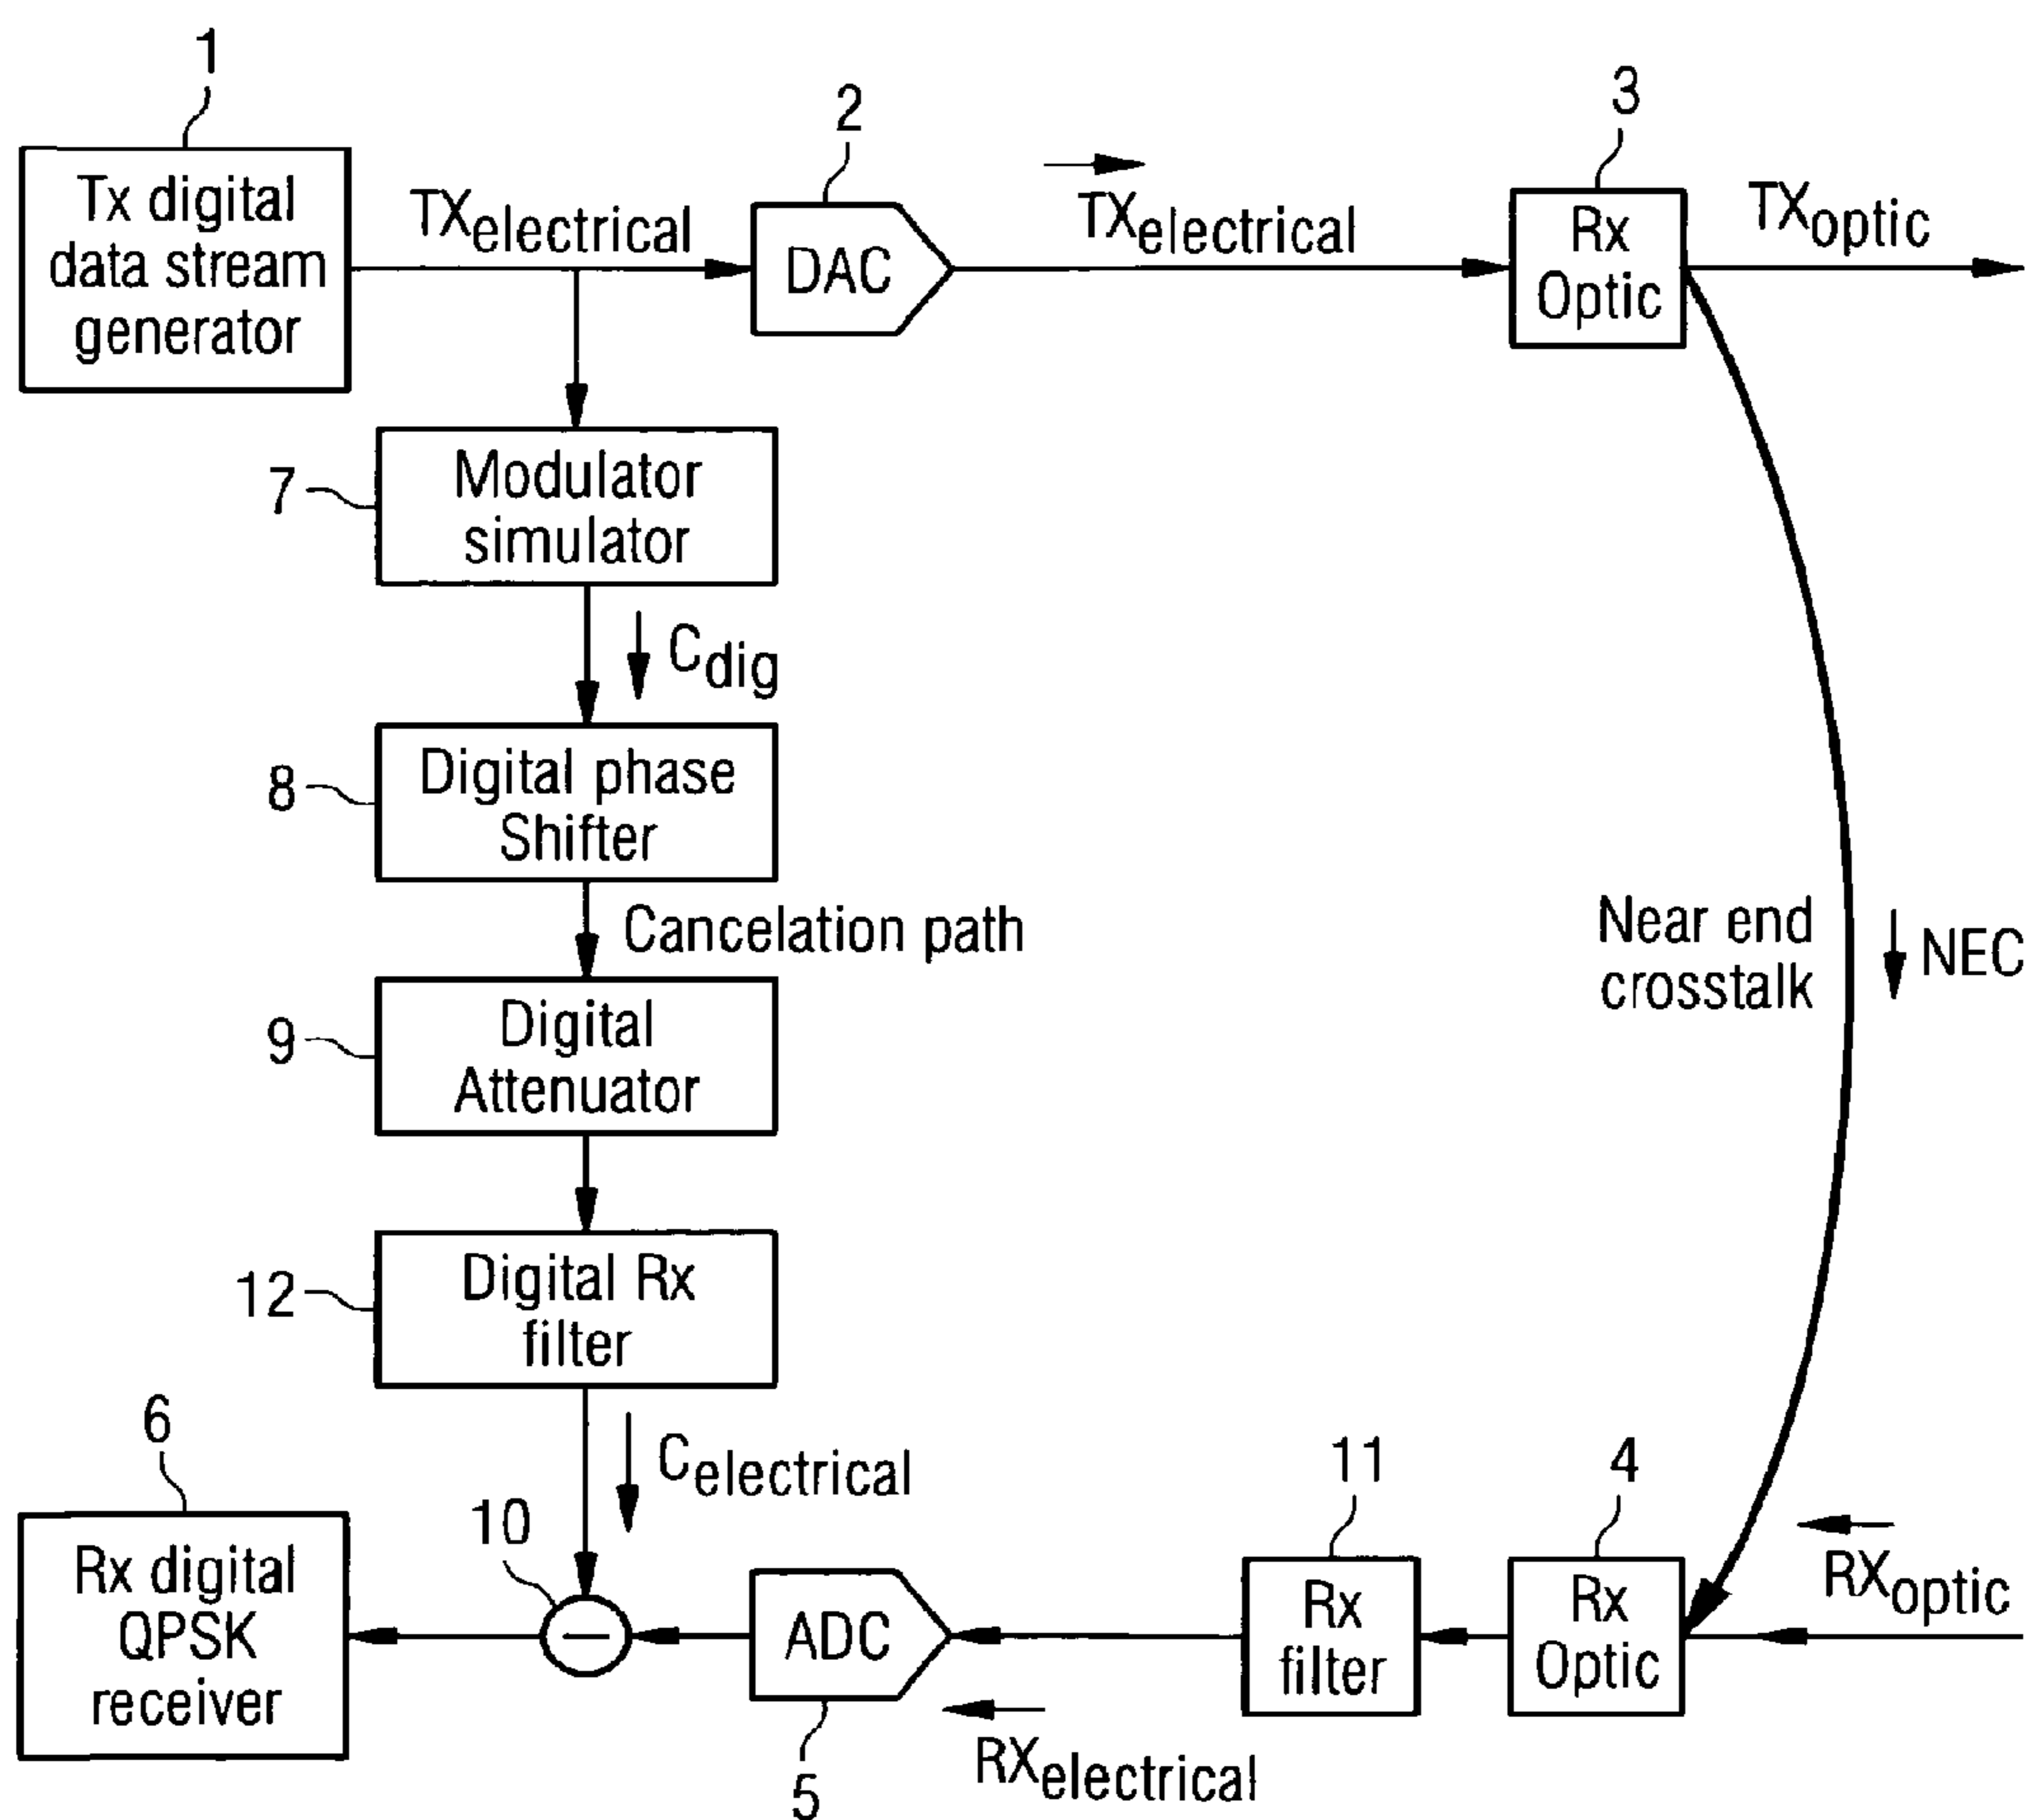 1
2
3
Tx digital
data stream
generator
TXelectrical
DAC
TXelectrical
Rx
Optic
TXoptic
7
Modulator
simulator
Cdig
8
Digital phase
Shifter
Cancelation path
Near end
crosstalk
NEC
9
Digital
Attenuator
12
Digital Rx
filter
Celectrical
6
10
11
4
Rx digital
QPSK
receiver
ADC
5
RXelectrical
Rx
filter
Rx
Optic
RXoptic